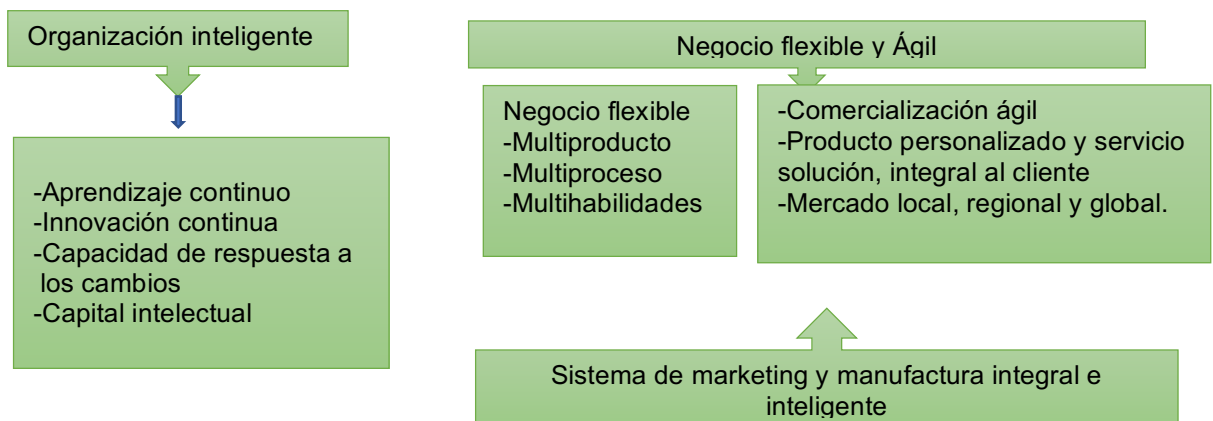 Organización inteligente
-Aprendizaje continuo
-Innovación continua
-Capacidad de respuesta a
los cambios
-Capital intelectual
Negocio flexible y Ágil
Negocio flexible
-Multiproducto
-Multiproceso
-Multihabilidades
-Comercialización ágil
-Producto personalizado y servicio
solución, integral al cliente
-Mercado local, regional y global.
Sistema de marketing y manufactura integral e
inteligente